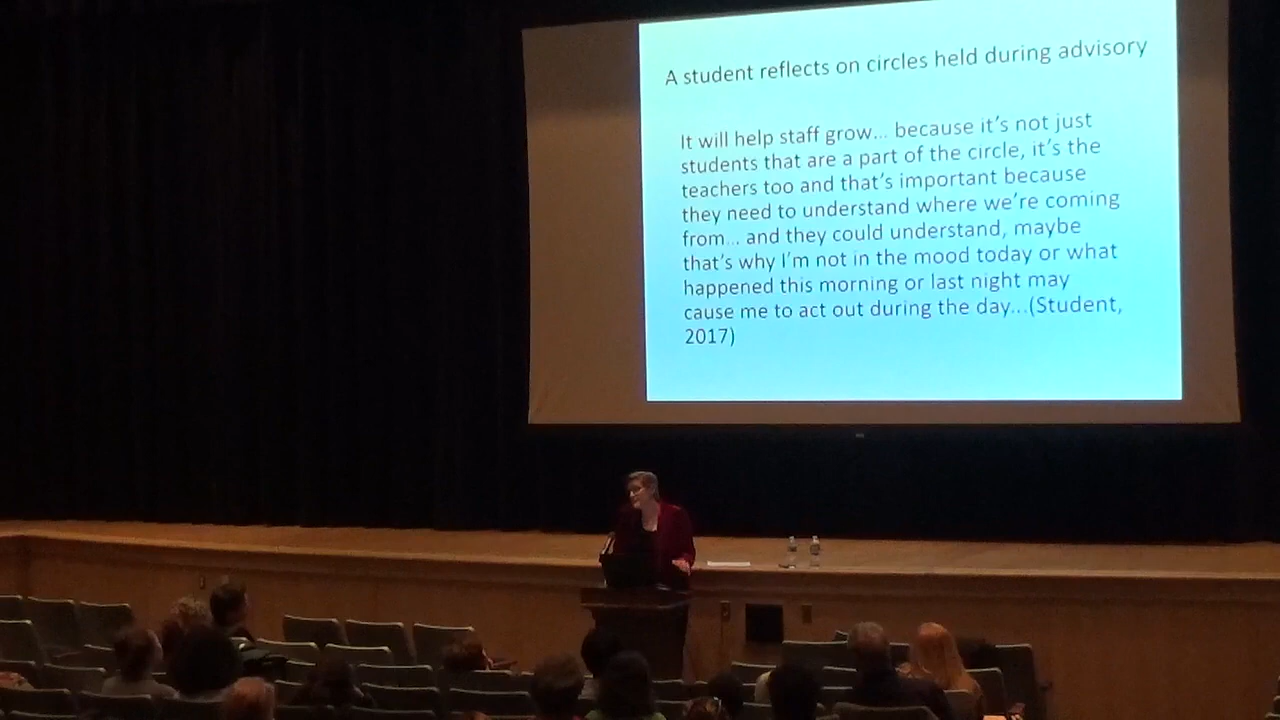 A student reflects on circles held during advisory
It will help staff grow... because it's not just
students that are a part of the circle, it's the
teachers too and that's important because
they need to understand where we're coming
from... and they could understand, maybe
that's why I'm not in the mood today or what
happened this morning or last night may
cause me to act out during the day...(Student,
2017)